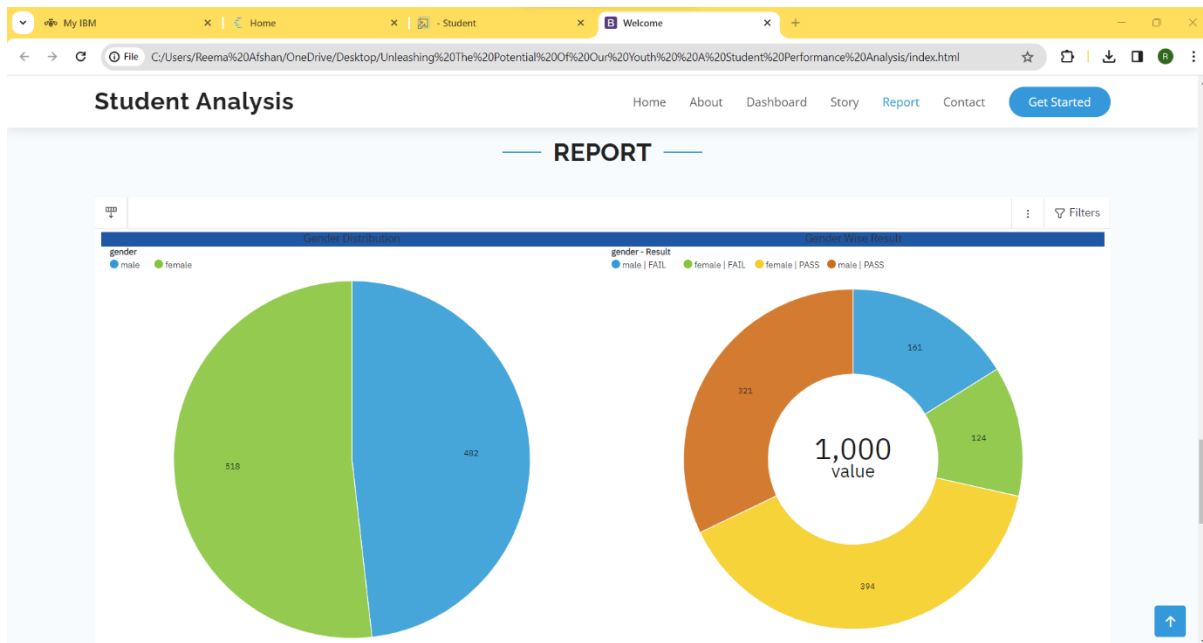 My IBM
Home
- Student
B Welcome
File C:/Users/Reema%20Afshan/OneDrive/Desktop/Unleashing%20The%20Potential%20Of%20Our%20Youth%20%20A%20Student%20Performance%20Analysis/index.html
R
Student Analysis
Home About Dashboard Story Report Contact Get Started
REPORT
Filters
Gender Distribution
gender
male female
518
482
Gender Wise Result
gender - Result
male | FAIL female | FAIL female | PASS male | PASS
161
321
124
1,000
value
394